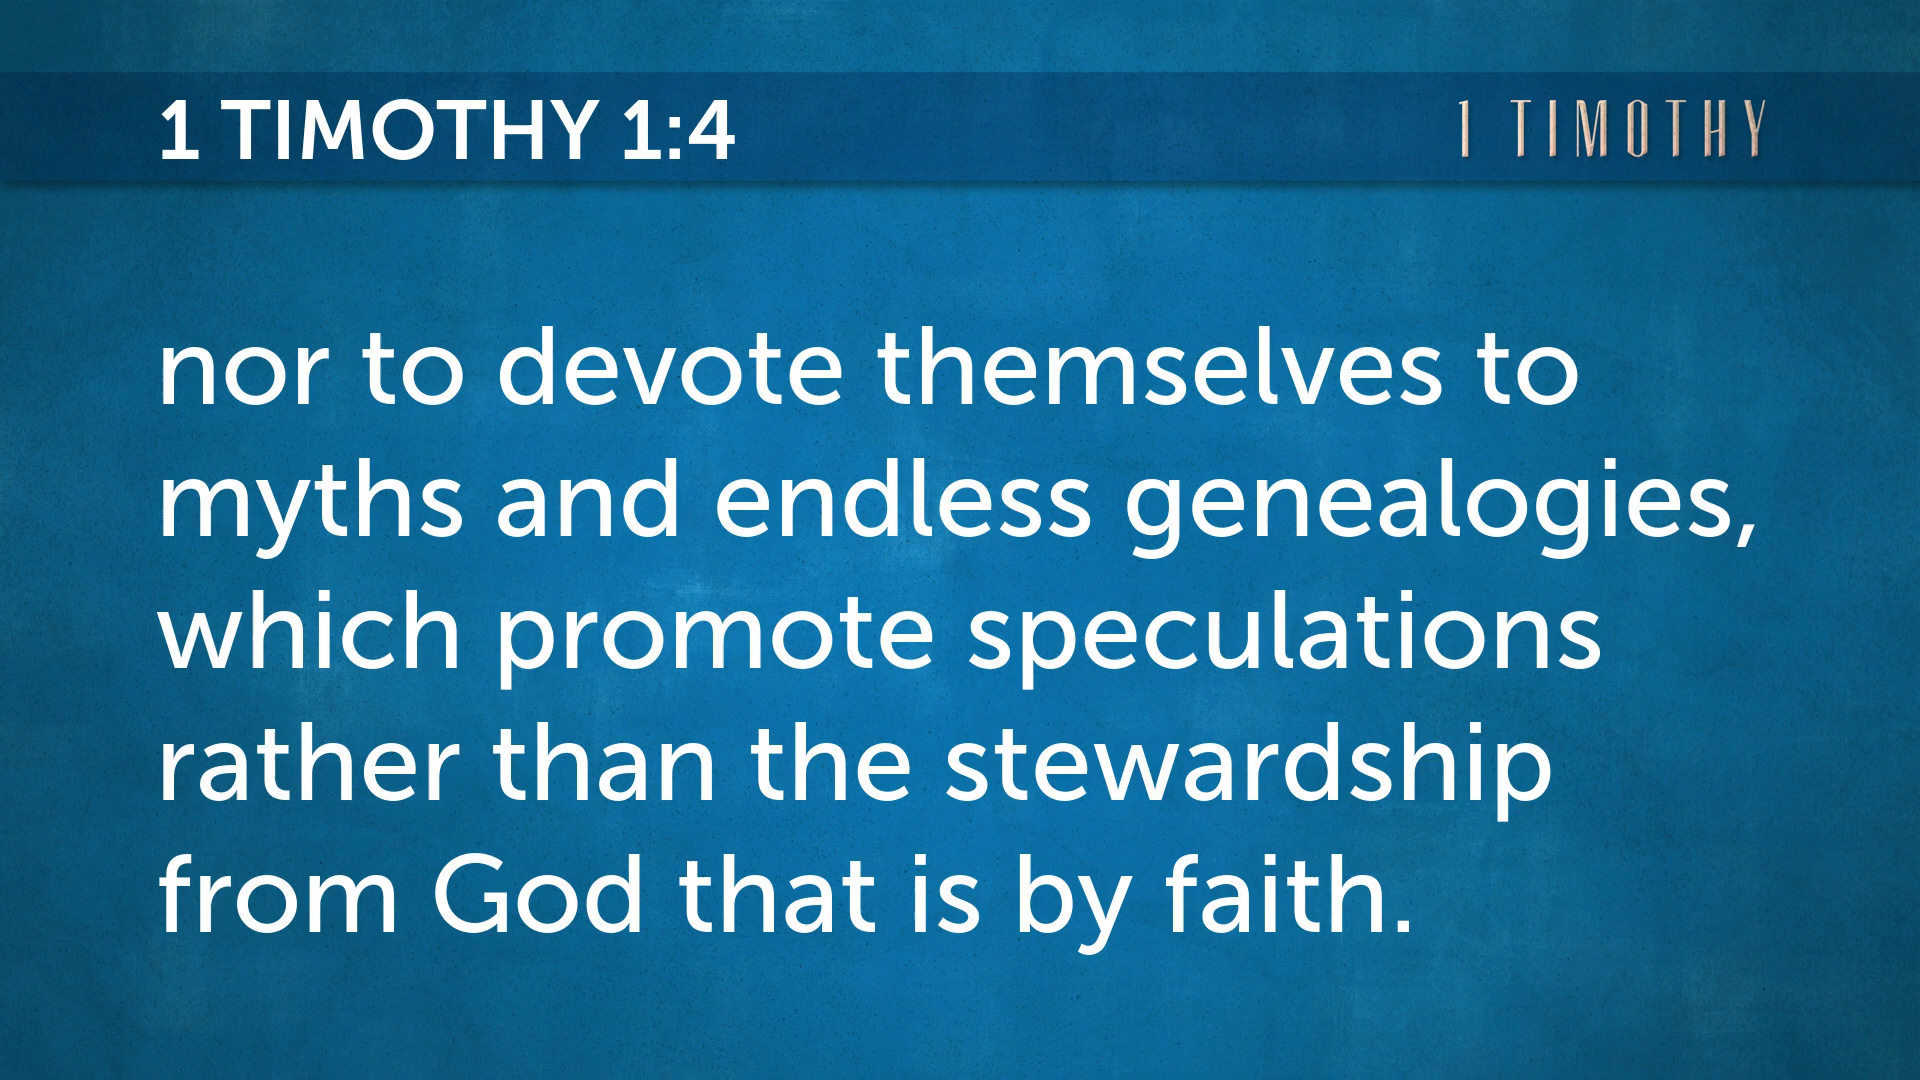 1 TIMOTHY 1:4
1 TIMOTHY
nor to devote themselves to
myths and endless genealogies,
which promote speculations
rather than the stewardship
from God that is by faith.